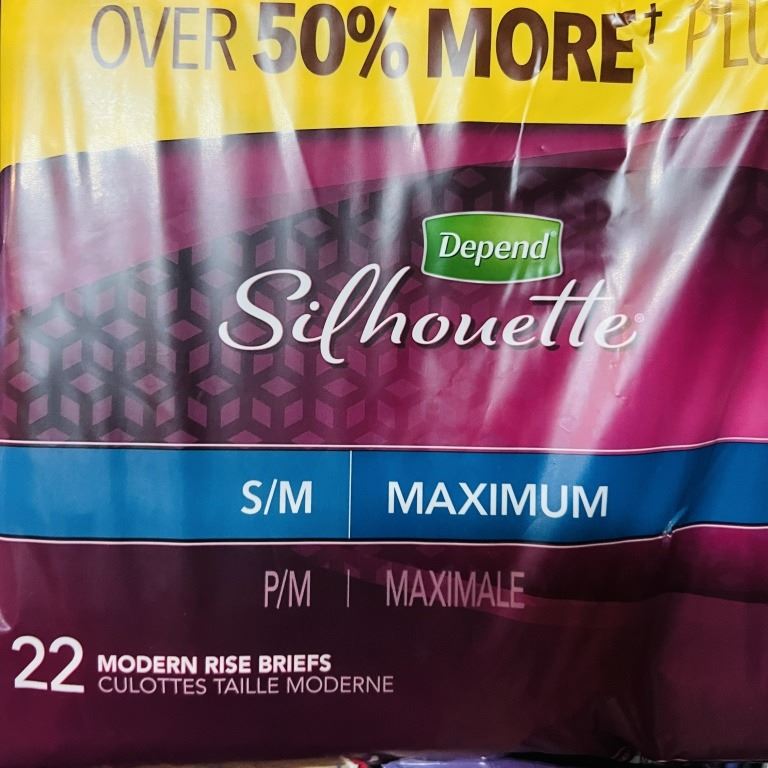 OVER 50% MORE†
Depend®
Silhouette®
S/M | MAXIMUM
P/M | MAXIMALE
22 MODERN RISE BRIEFS
CULOTTES TAILLE MODERNE